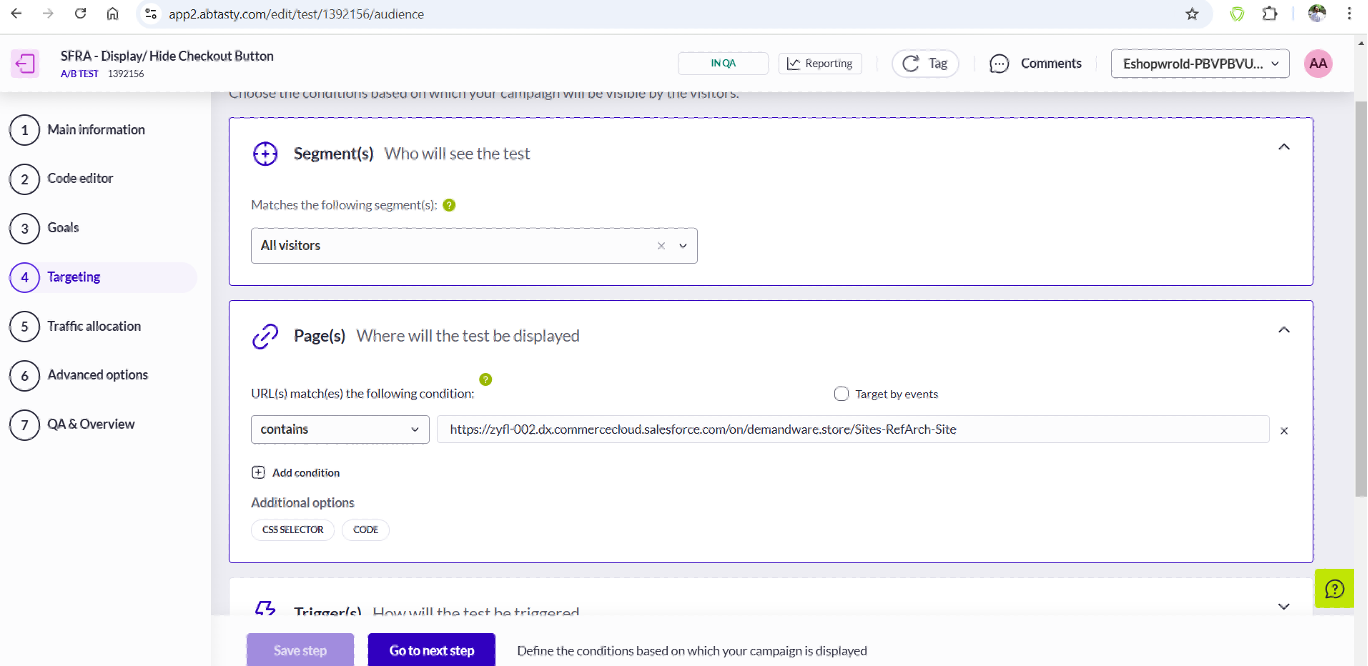 app2.abtasty.com/edit/test/1392156/audience
SFRA - Display/ Hide Checkout Button
A/B TEST 1392156
IN QA
Reporting
Tag
Comments
Eshopwrold-PBVPBVU...
AA
Choose the conditions based on which your campaign will be visible by the visitors.
1 Main information
2 Code editor
3 Goals
4 Targeting
5 Traffic allocation
6 Advanced options
7 QA & Overview
Segment(s) Who will see the test
Matches the following segment(s): ?
All visitors
Page(s) Where will the test be displayed
URL(s) match(es) the following condition: ?
Target by events
contains
https://zyfl-002.dx.commercecloud.salesforce.com/on/demandware.store/Sites-RefArch-Site
Add condition
Additional options
CSS SELECTOR
CODE
Trigger(s) How will the test be triggered
Save step
Go to next step
Define the conditions based on which your campaign is displayed